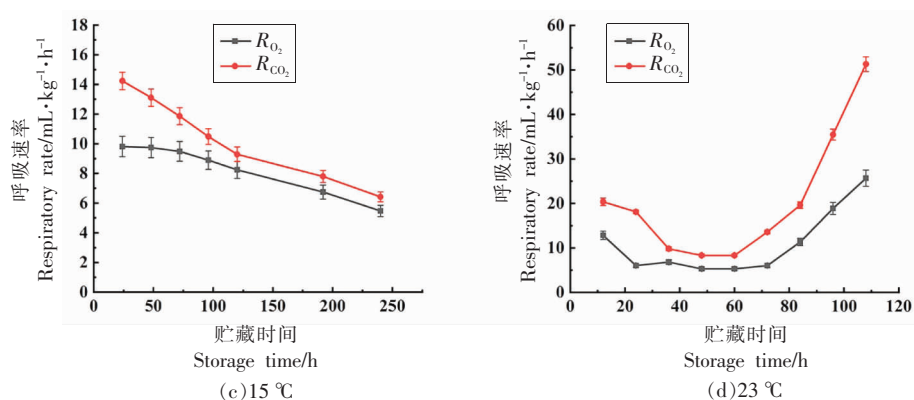 18
16
14
12
10
8
6
4
2
0
呼吸速率
Respiratory rate/mL·kg⁻¹·h⁻¹
R_O₂
R_CO₂
0 50 100 150 200 250
贮藏时间
Storage time/h
(c)15 ℃
60
50
40
30
20
10
0
呼吸速率
Respiratory rate/mL·kg⁻¹·h⁻¹
R_O₂
R_CO₂
0 20 40 60 80 100 120
贮藏时间
Storage time/h
(d)23 ℃